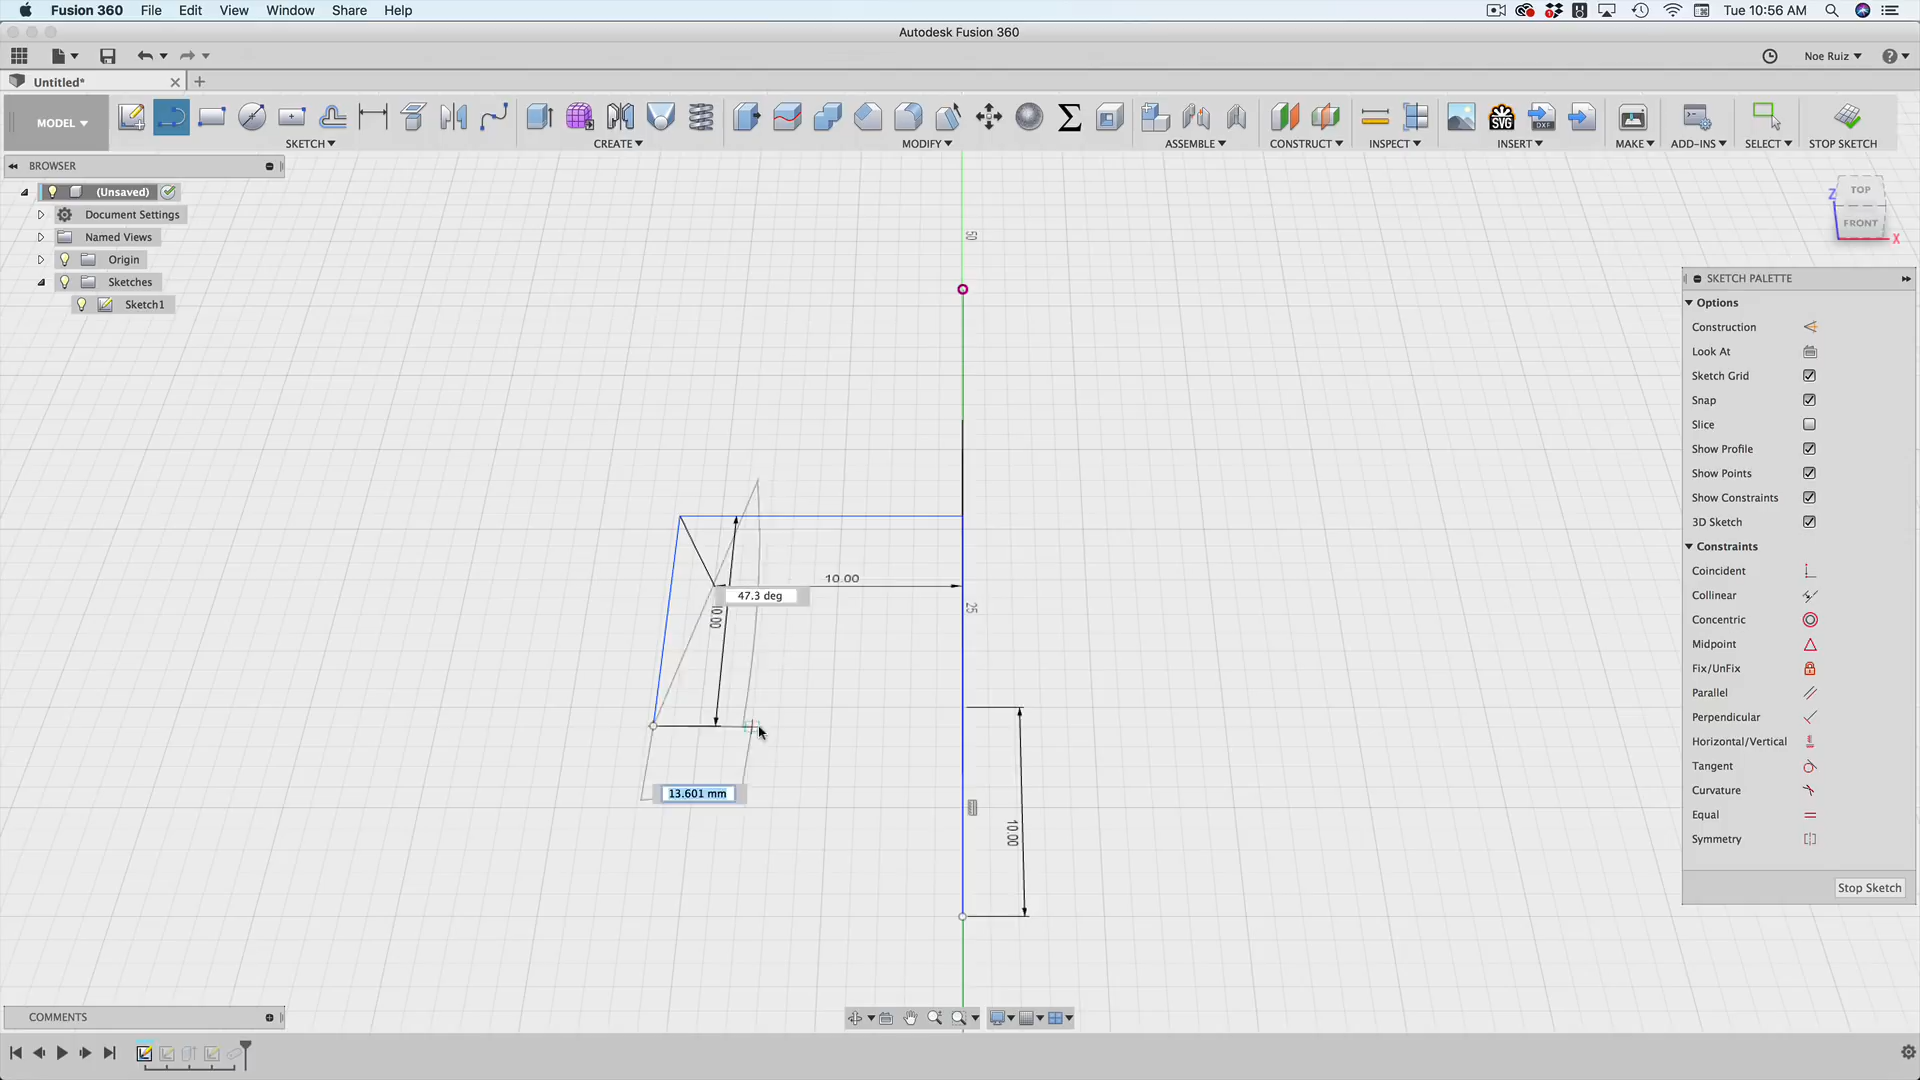 Fusion 360 File Edit View Window Share Help Tue 10:56 AM
Autodesk Fusion 360
Noe Ruiz
Untitled*
MODEL
SKETCH CREATE MODIFY ASSEMBLE CONSTRUCT INSPECT INSERT MAKE ADD-INS SELECT STOP SKETCH
SVG
DXF
BROWSER
(Unsaved)
Document Settings
Named Views
Origin
Sketches
Sketch1
TOP
FRONT
Z
X
50
25
10.00
47.3 deg
10.00
13.601 mm
10.00
SKETCH PALETTE
Options
Construction
Look At
Sketch Grid
Snap
Slice
Show Profile
Show Points
Show Constraints
3D Sketch
Constraints
Coincident
Collinear
Concentric
Midpoint
Fix/UnFix
Parallel
Perpendicular
Horizontal/Vertical
Tangent
Curvature
Equal
Symmetry
Stop Sketch
COMMENTS